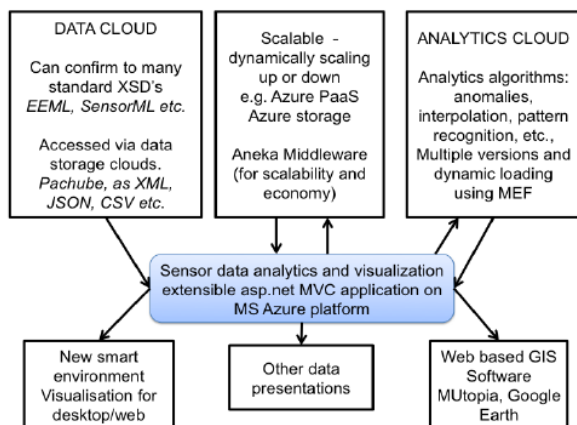 DATA CLOUD
Can confirm to many
standard XSD's
EEML, SensorML etc.
Accessed via data
storage clouds.
Pachube, as XML,
JSON, CSV etc.
Scalable -
dynamically scaling
up or down
e.g. Azure PaaS
Azure storage
Aneka Middleware
(for scalability and
economy)
ANALYTICS CLOUD
Analytics algorithms:
anomalies,
interpolation, pattern
recognition, etc.,
Multiple versions and
dynamic loading
using MEF
Sensor data analytics and visualization
extensible asp.net MVC application on
MS Azure platform
New smart
environment
Visualisation for
desktop/web
Other data
presentations
Web based GIS
Software
MUtopia, Google
Earth